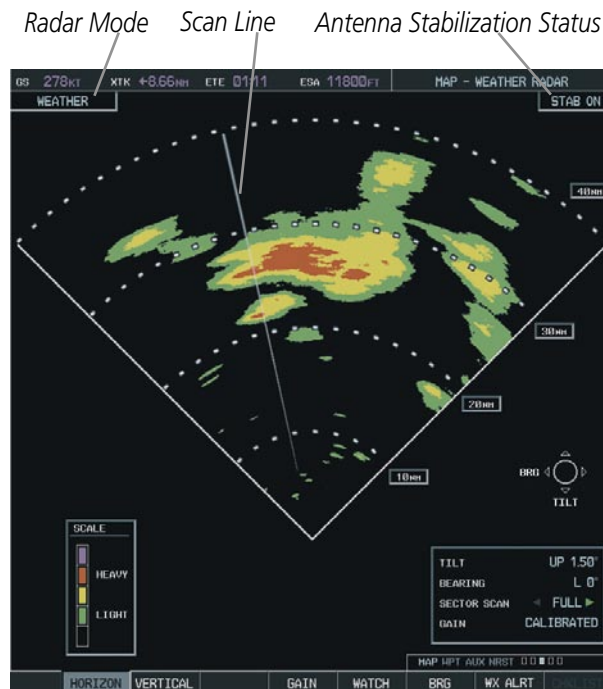 Radar Mode Scan Line Antenna Stabilization Status
GS 278KT XTK ←8.66NM ETE 01:11 ESA 11800FT MAP - WEATHER RADAR
WEATHER STAB ON
40NM
30NM
20NM
10NM
BRG
TILT
SCALE
HEAVY
LIGHT
TILT UP 1.50°
BEARING L 0°
SECTOR SCAN ◄ FULL ►
GAIN CALIBRATED
MAP WPT AUX NRST
HORIZON VERTICAL GAIN WATCH BRG WX ALRT CHKLIST